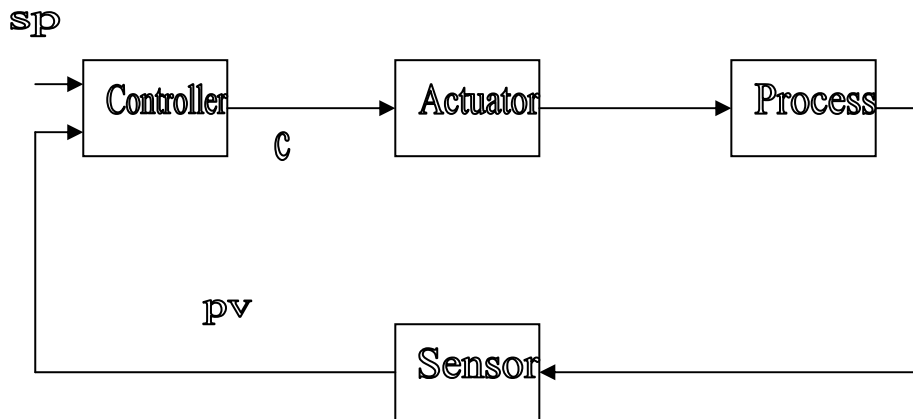 sp
Controller
Actuator
Process
c
pv
Sensor